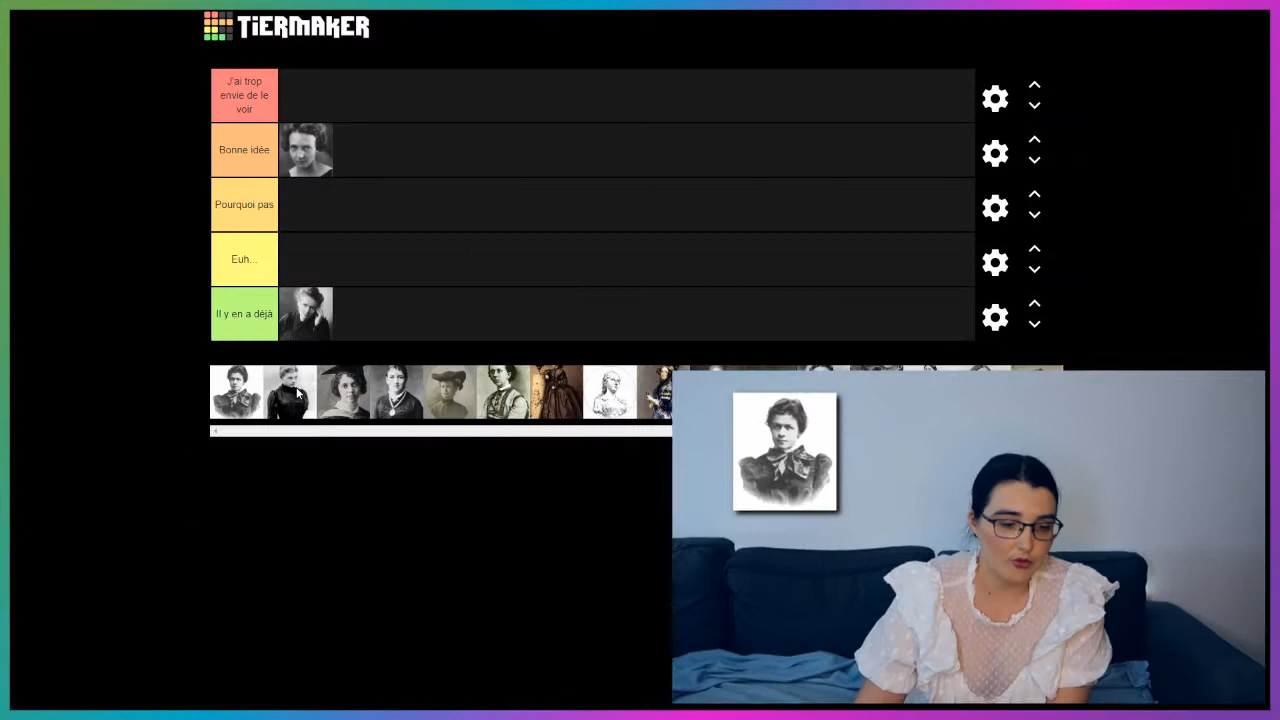 TiERMAKER
J'ai trop
envie de le
voir
Bonne idée
Pourquoi pas
Euh...
Il y en a déjà